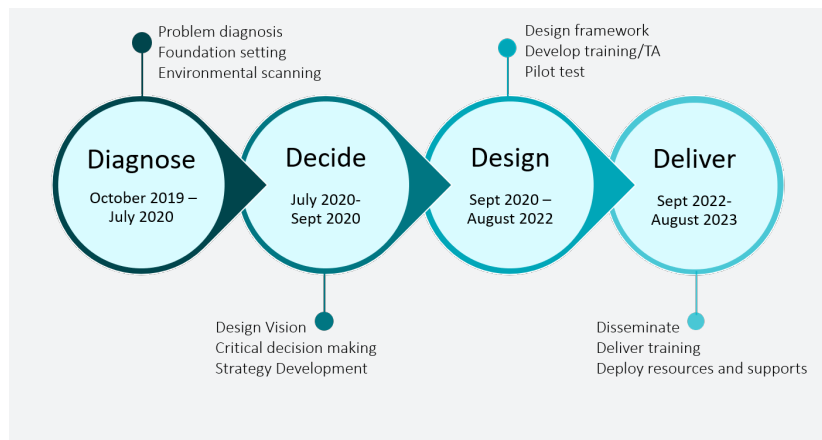 Problem diagnosis
Foundation setting
Environmental scanning
Design framework
Develop training/TA
Pilot test
Diagnose
October 2019 –
July 2020
Decide
July 2020-
Sept 2020
Design
Sept 2020 –
August 2022
Deliver
Sept 2022-
August 2023
Design Vision
Critical decision making
Strategy Development
Disseminate
Deliver training
Deploy resources and supports